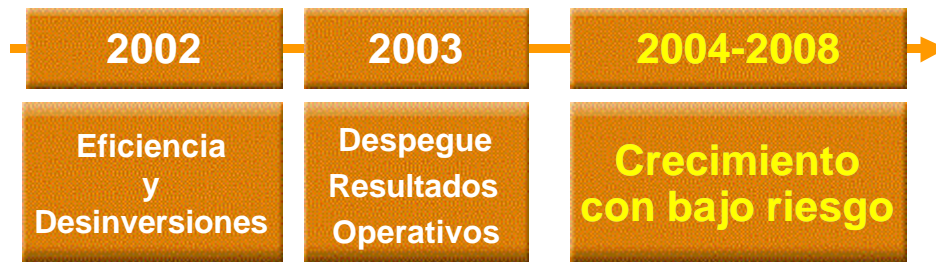 2002
2003
2004-2008
Eficiencia
y
Desinversiones
Despegue
Resultados
Operativos
Crecimiento
con bajo riesgo